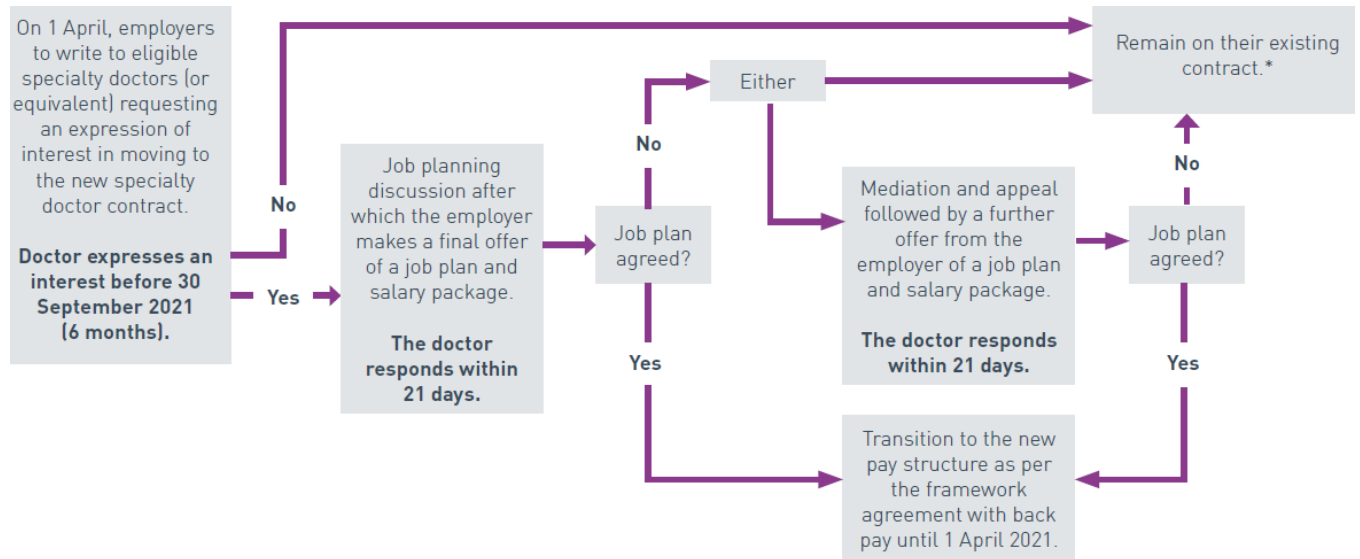 On 1 April, employers
to write to eligible
specialty doctors (or
equivalent) requesting
an expression of
interest in moving to
the new specialty
doctor contract.
Doctor expresses an
interest before 30
September 2021
(6 months).
No
Yes
Job planning
discussion after
which the employer
makes a final offer
of a job plan and
salary package.
The doctor
responds within
21 days.
Job plan
agreed?
No
Yes
Either
Mediation and appeal
followed by a further
offer from the
employer of a job plan
and salary package.
The doctor responds
within 21 days.
Job plan
agreed?
No
Yes
Remain on their existing
contract.*
Transition to the new
pay structure as per
the framework
agreement with back
pay until 1 April 2021.